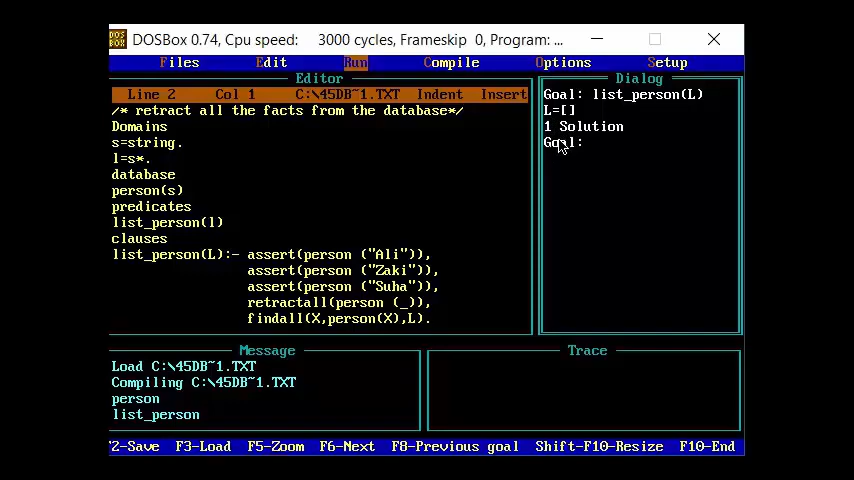 DOS BOX
DOSBox 0.74, Cpu speed: 3000 cycles, Frameskip 0, Program: ...
Files Edit Run Compile Options Setup
Editor
Line 2 Col 1 C:\45DB~1.TXT Indent Insert
/* retract all the facts from the database*/
Domains
s=string.
l=s*.
database
person(s)
predicates
list_person(l)
clauses
list_person(L):- assert(person ("Ali")),
assert(person ("Zaki")),
assert(person ("Suha")),
retractall(person (_)),
findall(X,person(X),L).
Dialog
Goal: list_person(L)
L=[]
1 Solution
Goal:
Message
Load C:\45DB~1.TXT
Compiling C:\45DB~1.TXT
person
list_person
Trace
F2-Save F3-Load F5-Zoom F6-Next F8-Previous goal Shift-F10-Resize F10-End